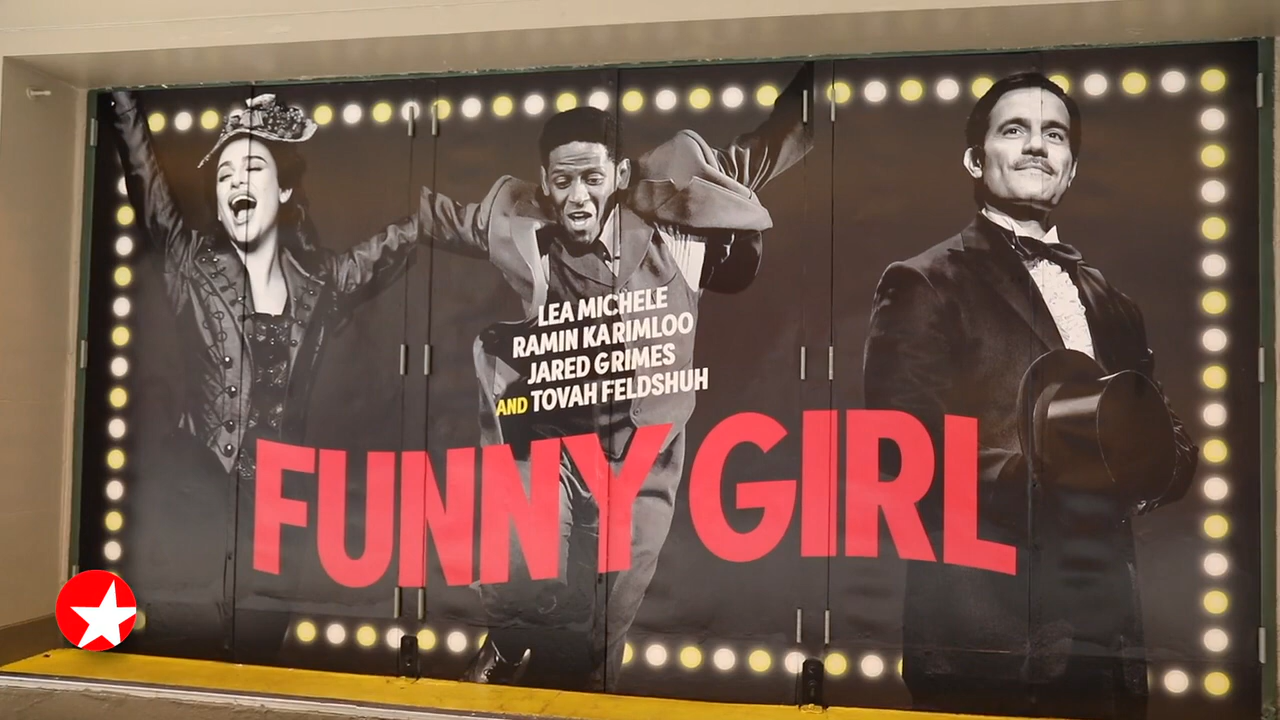 LEA MICHELE
RAMIN KARIMLOO
JARED GRIMES
AND TOVAH FELDSHUH
FUNNY GIRL